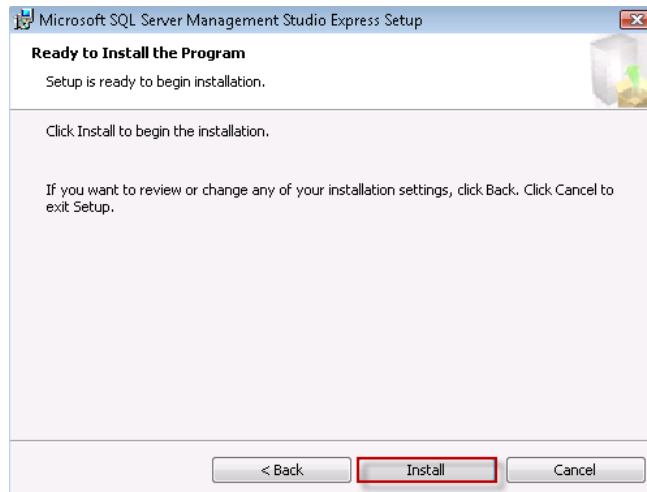 Microsoft SQL Server Management Studio Express Setup
Ready to Install the Program
Setup is ready to begin installation.
Click Install to begin the installation.
If you want to review or change any of your installation settings, click Back. Click Cancel to
exit Setup.
< Back Install Cancel